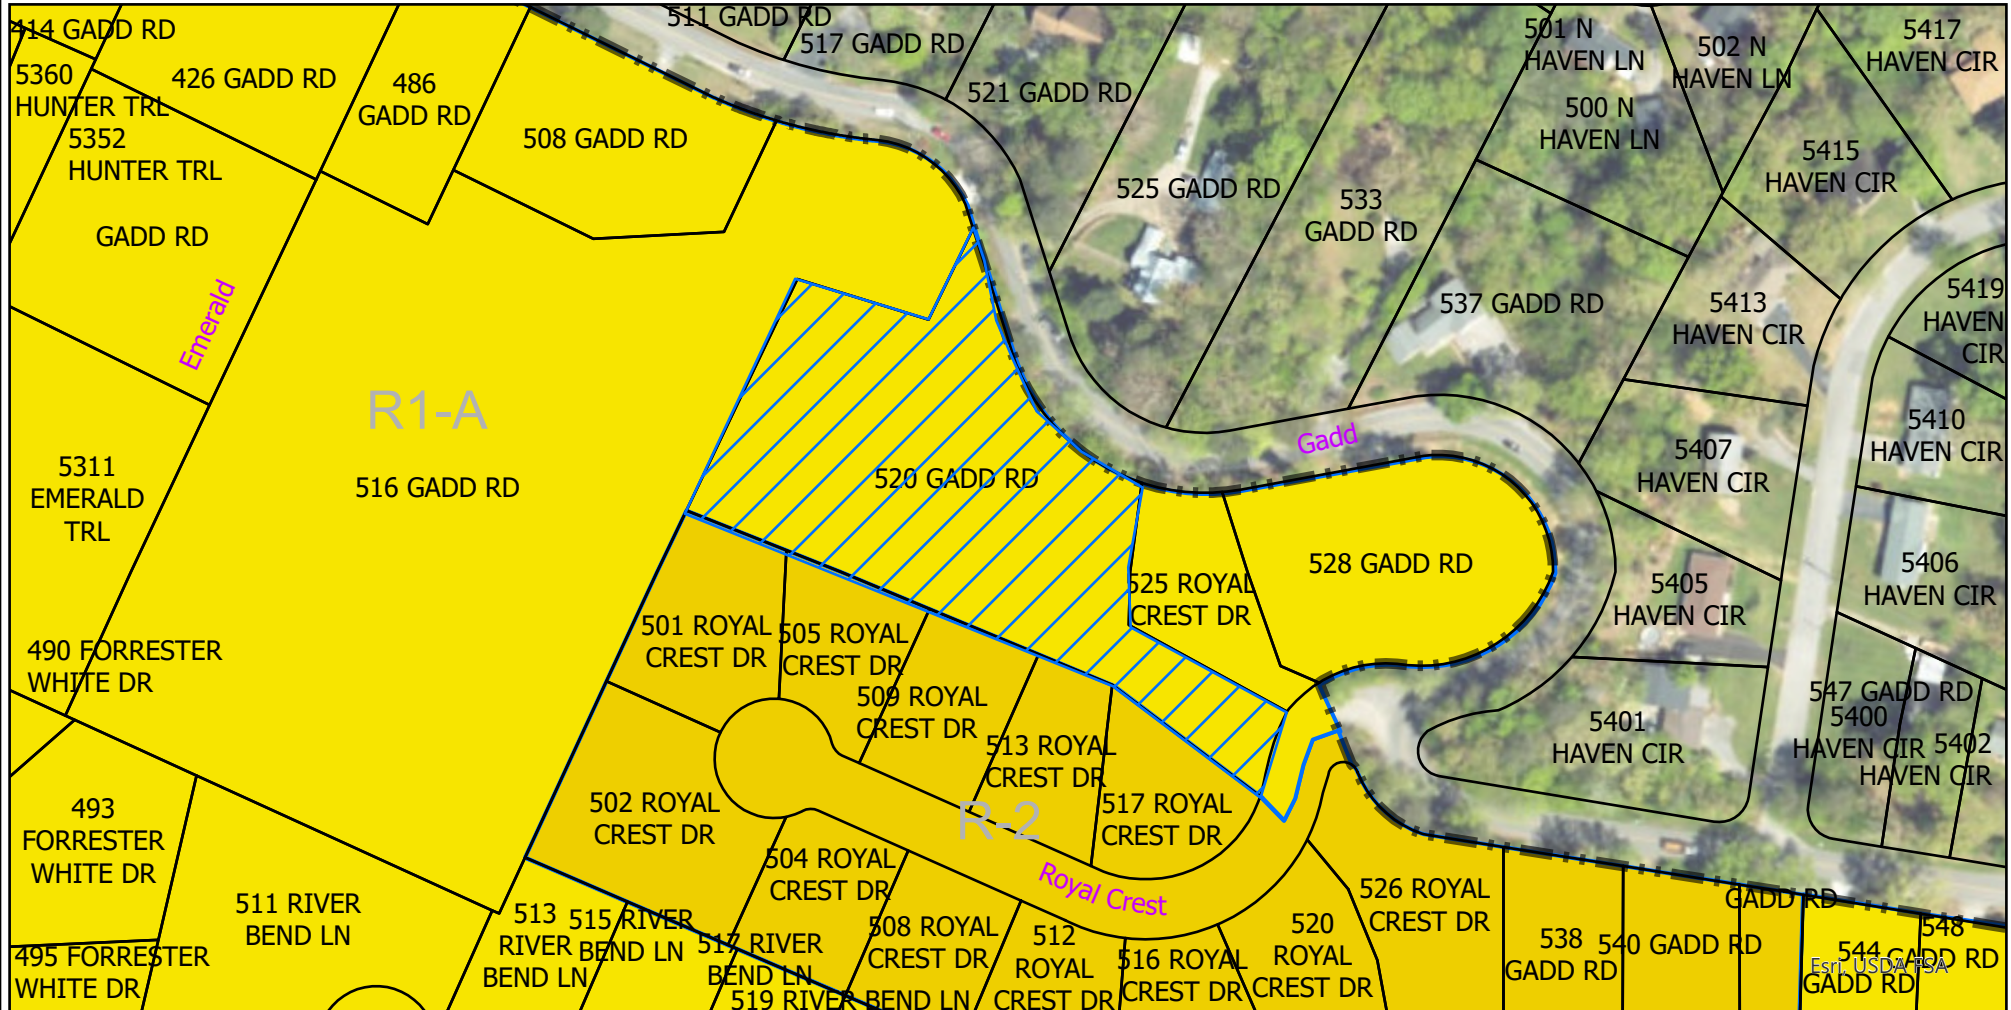 414 GADD RD
511 GADD RD
517 GADD RD
501 N
HAVEN LN
502 N
HAVEN LN
5417
HAVEN CIR
5360
HUNTER TRL
426 GADD RD
486
GADD RD
521 GADD RD
500 N
HAVEN LN
5352
HUNTER TRL
508 GADD RD
5415
HAVEN CIR
525 GADD RD
533
GADD RD
GADD RD
Emerald
537 GADD RD
5413
HAVEN CIR
5419
HAVEN
CIR
R1-A
Gadd
5410
HAVEN CIR
5407
HAVEN CIR
5311
EMERALD
TRL
516 GADD RD
520 GADD RD
528 GADD RD
525 ROYAL
CREST DR
5405
HAVEN CIR
5406
HAVEN CIR
490 FORRESTER
WHITE DR
501 ROYAL
CREST DR
505 ROYAL
CREST DR
509 ROYAL
CREST DR
513 ROYAL
CREST DR
5401
HAVEN CIR
547 GADD RD
5400
HAVEN CIR
5402
HAVEN CIR
493
FORRESTER
WHITE DR
502 ROYAL
CREST DR
R-2
517 ROYAL
CREST DR
504 ROYAL
CREST DR
Royal Crest
526 ROYAL
CREST DR
GADD RD
511 RIVER
BEND LN
513
RIVER
BEND LN
515 RIVER
BEND LN
517 RIVER
BEND LN
508 ROYAL
CREST DR
512
ROYAL
CREST DR
516 ROYAL
CREST DR
520
ROYAL
CREST DR
538
GADD RD
540 GADD RD
544
GADD RD
548
GADD RD
495 FORRESTER
WHITE DR
519 RIVER BEND LN
Esri, USDA FSA